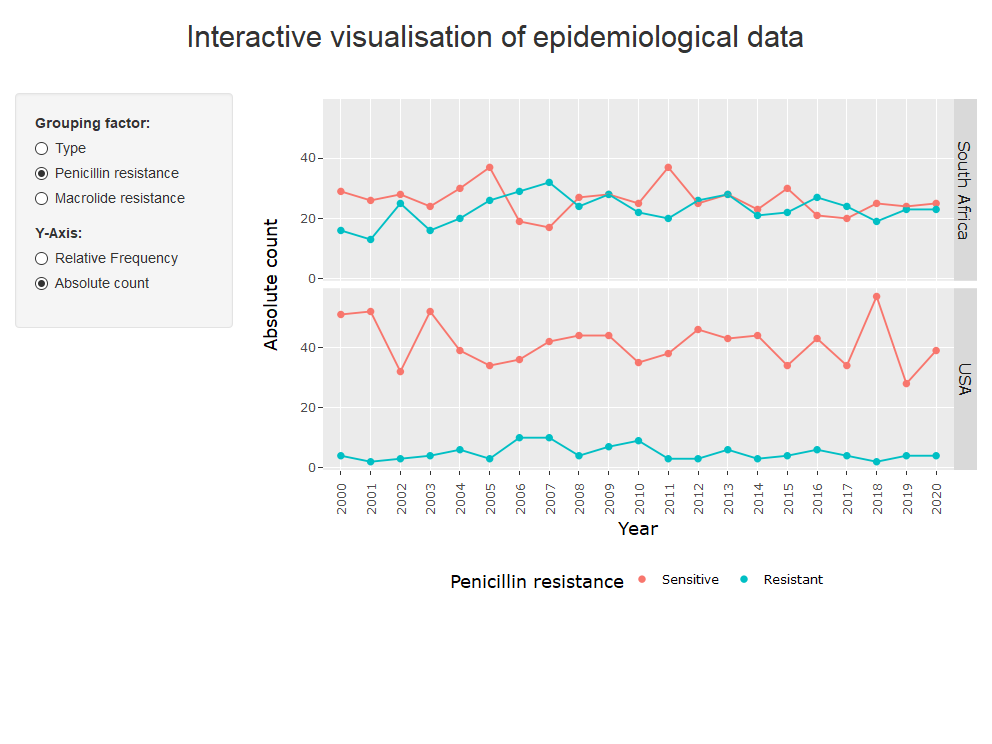 Interactive visualisation of epidemiological data
Grouping factor:
Type
Penicillin resistance
Macrolide resistance
Y-Axis:
Relative Frequency
Absolute count
Absolute count
40
20
0
South Africa
40
20
0
USA
2000 2001 2002 2003 2004 2005 2006 2007 2008 2009 2010 2011 2012 2013 2014 2015 2016 2017 2018 2019 2020
Year
Penicillin resistance Sensitive Resistant